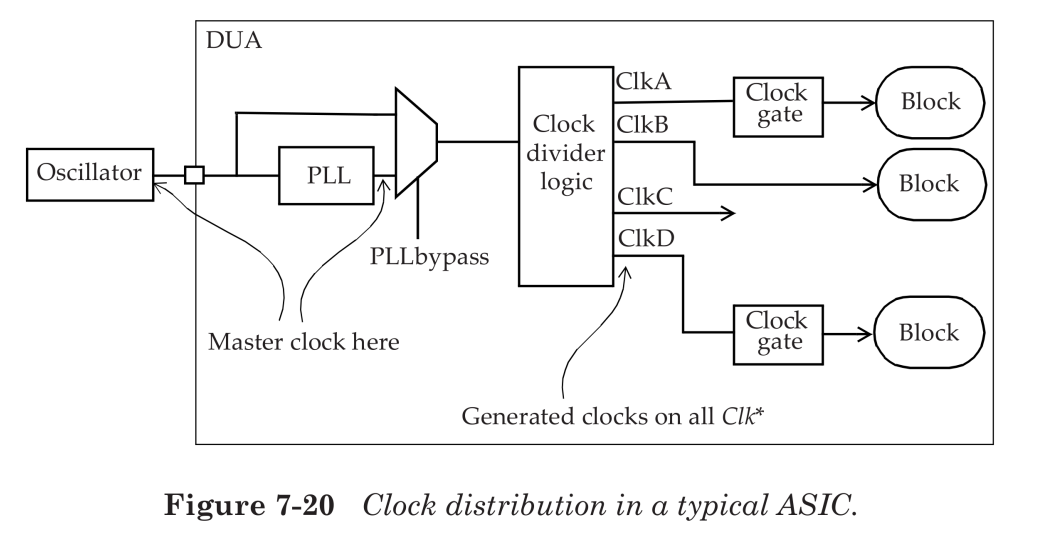 DUA
Oscillator
PLL
PLLbypass
Master clock here
Clock
divider
logic
ClkA
ClkB
ClkC
ClkD
Clock
gate
Block
Block
Clock
gate
Block
Generated clocks on all Clk*
Figure 7-20 Clock distribution in a typical ASIC.